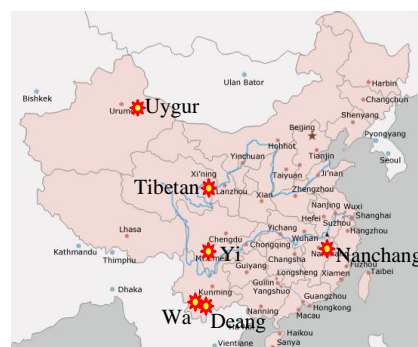 Harbin
Ulan Bator
Changchun
Bishkek
Urum
Uygur
Shenyang
Beijing
Hohhot
Pyongyang
Tianjin
Yinchuan
Seoul
Taiyuan
Ji'nan
Xi'ning
Tibetan
Lanzhou
Zhengzhou
Xian
Nanjing
Wuxi
Hefei
Suzhou
Shanghai
Lhasa
Chengdu
Yichang
Wuhan
Hangzhou
Yi
Chongqing
Kathmandu
Thimphu
Changsha
Nanchang
Guiyang
Longsheng
Fuzhou
Xiamen
Taibei
Guilin
Yangshuo
Kunming
Dhaka
Guangzhou
Wa
Deang
Nanning
Hongkong
Macau
Haikou
Vientiane
Sanya